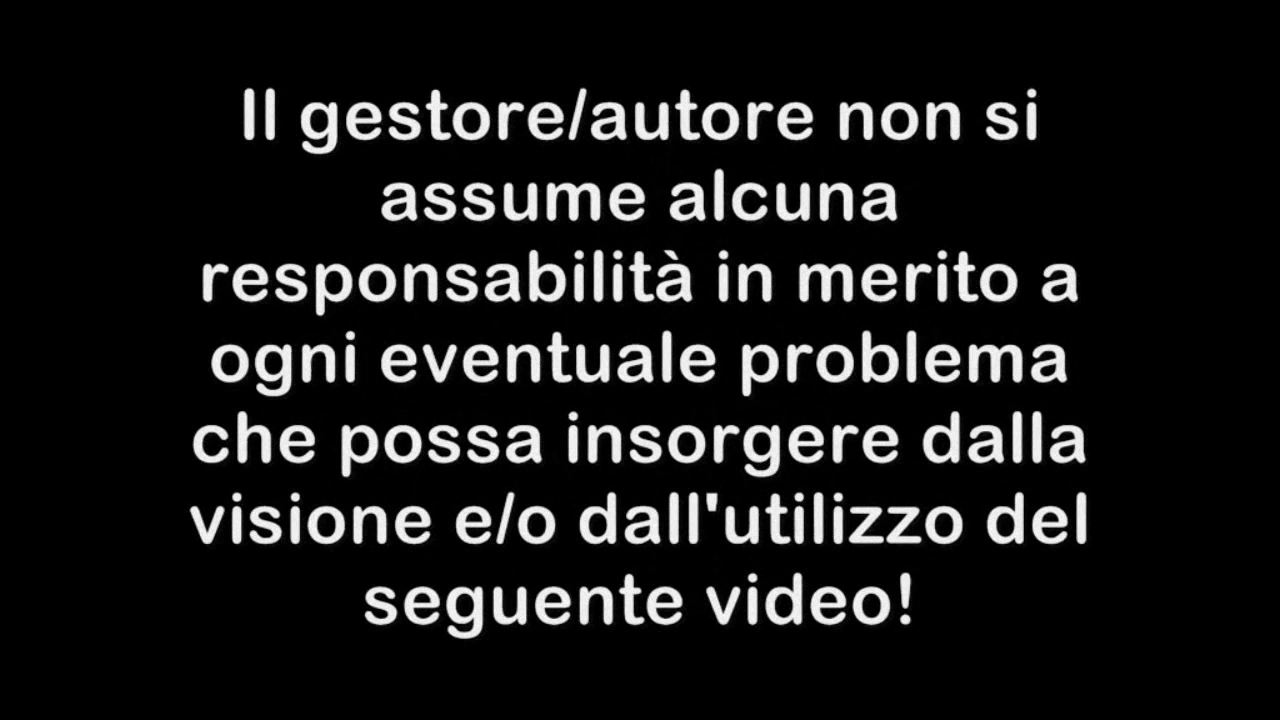 Il gestore/autore non si
assume alcuna
responsabilità in merito a
ogni eventuale problema
che possa insorgere dalla
visione e/o dall'utilizzo del
seguente video!